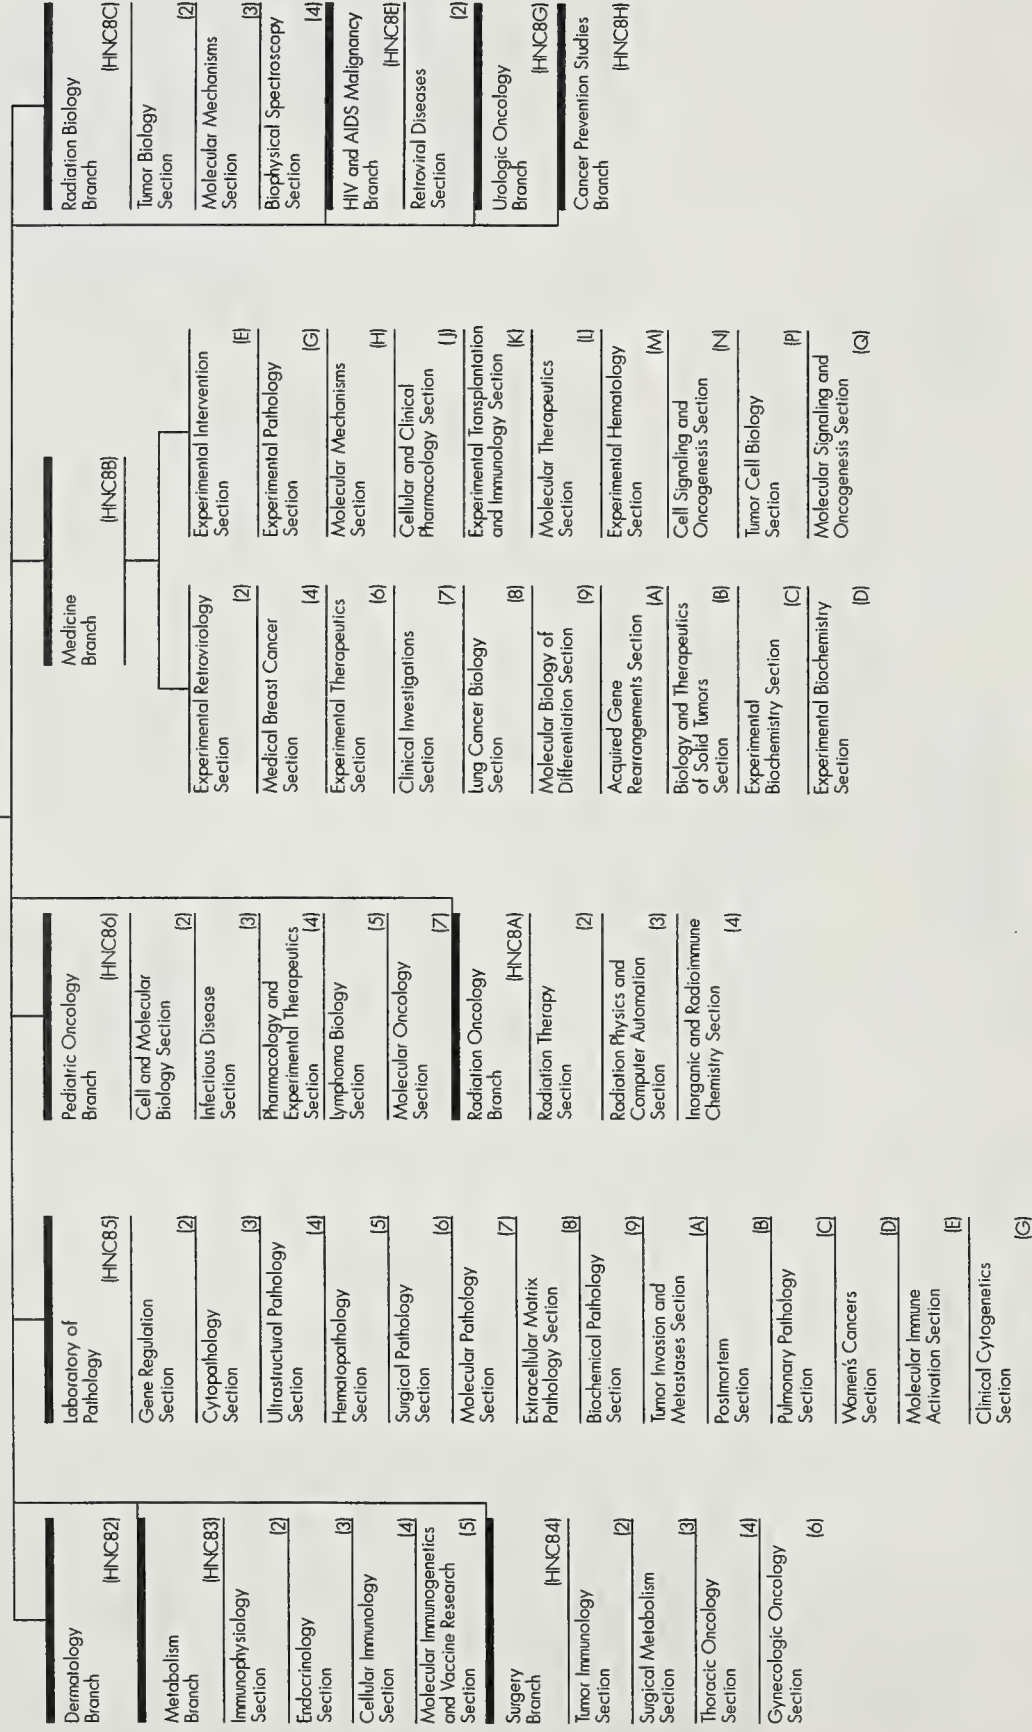 Dermatology
Branch
(HNC82)
Metabolism
Branch
(HNC83)
Immunophysiology
Section
(2)
Endocrinology
Section
(3)
Cellular Immunology
Section
(4)
Molecular Immunogenetics
and Vaccine Research
Section
(5)
Surgery
Branch
(HNC84)
Tumor Immunology
Section
(2)
Surgical Metabolism
Section
(3)
Thoracic Oncology
Section
(4)
Gynecologic Oncology
Section
(6)
Laboratory of
Pathology
(HNC85)
Gene Regulation
Section
(2)
Cytopathology
Section
(3)
Ultrastructural Pathology
Section
(4)
Hematopathology
Section
(5)
Surgical Pathology
Section
(6)
Molecular Pathology
Section
(7)
Extracellular Matrix
Pathology Section
(8)
Biochemical Pathology
Section
(9)
Tumor Invasion and
Metastases Section
(A)
Postmortem
Section
(B)
Pulmonary Pathology
Section
(C)
Women's Cancers
Section
(D)
Molecular Immune
Activation Section
(E)
Clinical Cytogenetics
Section
(G)
Pediatric Oncology
Branch
(HNC86)
Cell and Molecular
Biology Section
(2)
Infectious Disease
Section
(3)
Pharmacology and
Experimental Therapeutics
Section
(4)
Lymphoma Biology
Section
(5)
Molecular Oncology
Section
(7)
Radiation Oncology
Branch
(HNC8A)
Radiation Therapy
Section
(2)
Radiation Physics and
Computer Automation
Section
(3)
Inorganic and Radioimmune
Chemistry Section
(4)
Medicine
Branch
(HNC8B)
Experimental Retrovirology
Section
(2)
Medical Breast Cancer
Section
(4)
Experimental Therapeutics
Section
(6)
Clinical Investigations
Section
(7)
Lung Cancer Biology
Section
(8)
Molecular Biology of
Differentiation Section
(9)
Acquired Gene
Rearrangements Section
(A)
Biology and Therapeutics
of Solid Tumors
Section
(B)
Experimental
Biochemistry Section
(C)
Experimental Biochemistry
Section
(D)
Experimental Intervention
Section
(E)
Experimental Pathology
Section
(G)
Molecular Mechanisms
Section
(H)
Cellular and Clinical
Pharmacology Section
(J)
Experimental Transplantation
and Immunology Section
(K)
Molecular Therapeutics
Section
(L)
Experimental Hematology
Section
(M)
Cell Signaling and
Oncogenesis Section
(N)
Tumor Cell Biology
Section
(P)
Molecular Signaling and
Oncogenesis Section
(Q)
Radiation Biology
Branch
(HNC8C)
Tumor Biology
Section
(2)
Molecular Mechanisms
Section
(3)
Biophysical Spectroscopy
Section
(4)
HIV and AIDS Malignancy
Branch
(HNC8E)
Retroviral Diseases
Section
(2)
Urologic Oncology
Branch
(HNC8G)
Cancer Prevention Studies
Branch
(HNC8H)